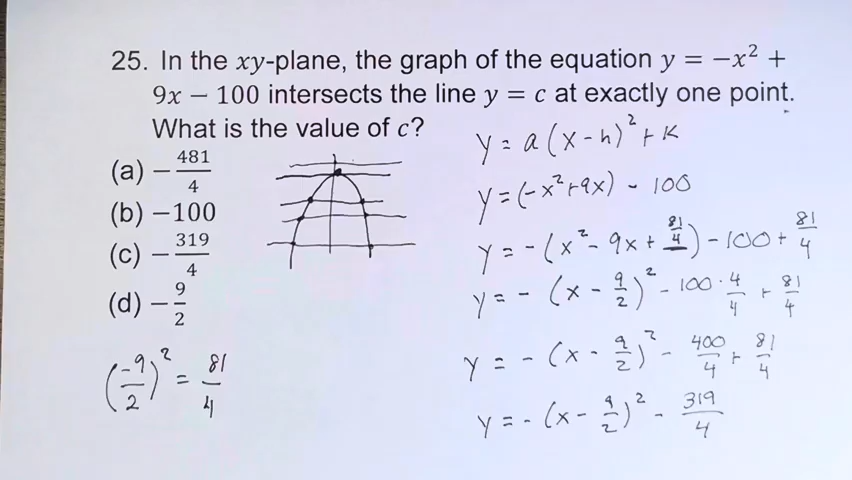 25. In the xy-plane, the graph of the equation y = −x² +
9x − 100 intersects the line y = c at exactly one point.
What is the value of c?
(a) −481/4
(b) −100
(c) −319/4
(d) −9/2
(-9/2)² = 81/4
y = a(x-h)² + k
y = (-x²+9x) - 100
y = -(x² - 9x + 81/4) - 100 + 81/4
y = - (x - 9/2)² - 100 · 4/4 + 81/4
y = - (x - 9/2)² - 400/4 + 81/4
y = - (x - 9/2)² - 319/4